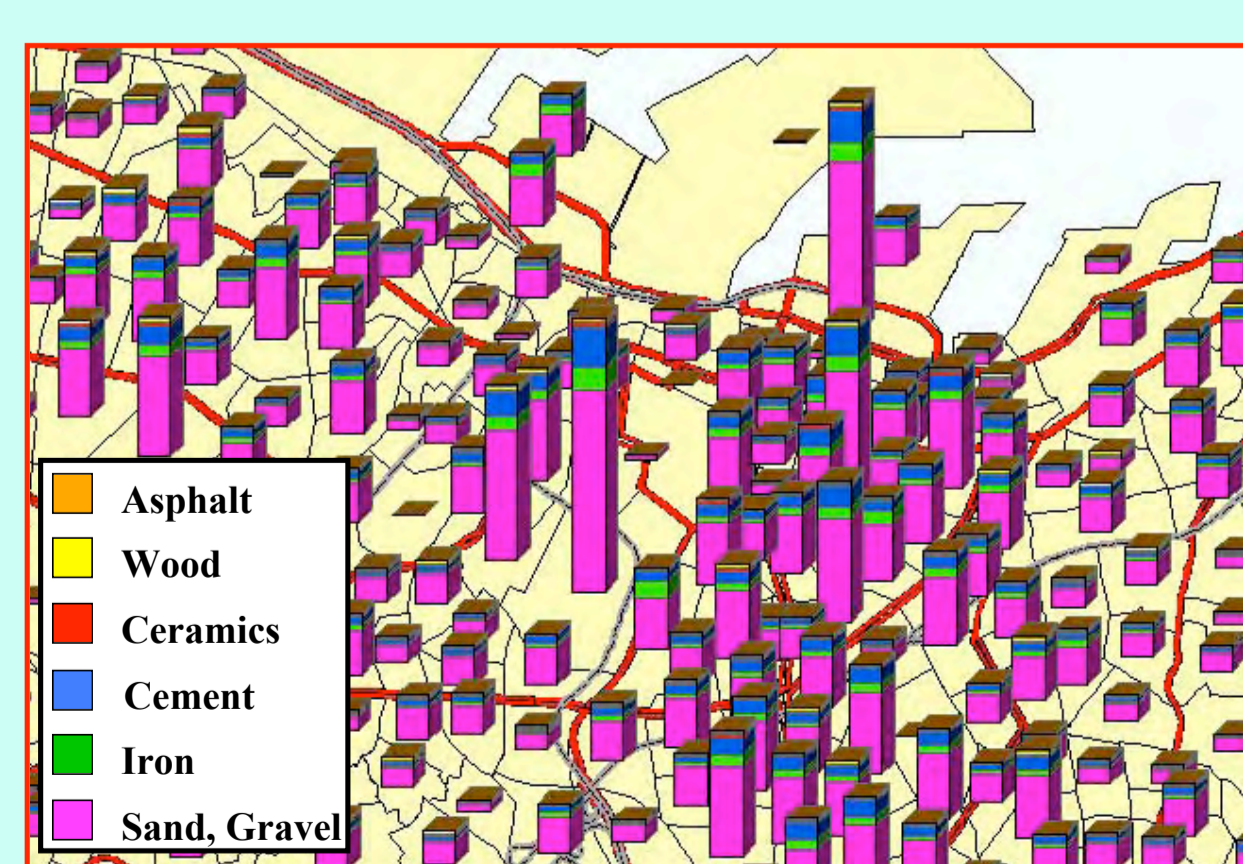 Asphalt
Wood
Ceramics
Cement
Iron
Sand, Gravel